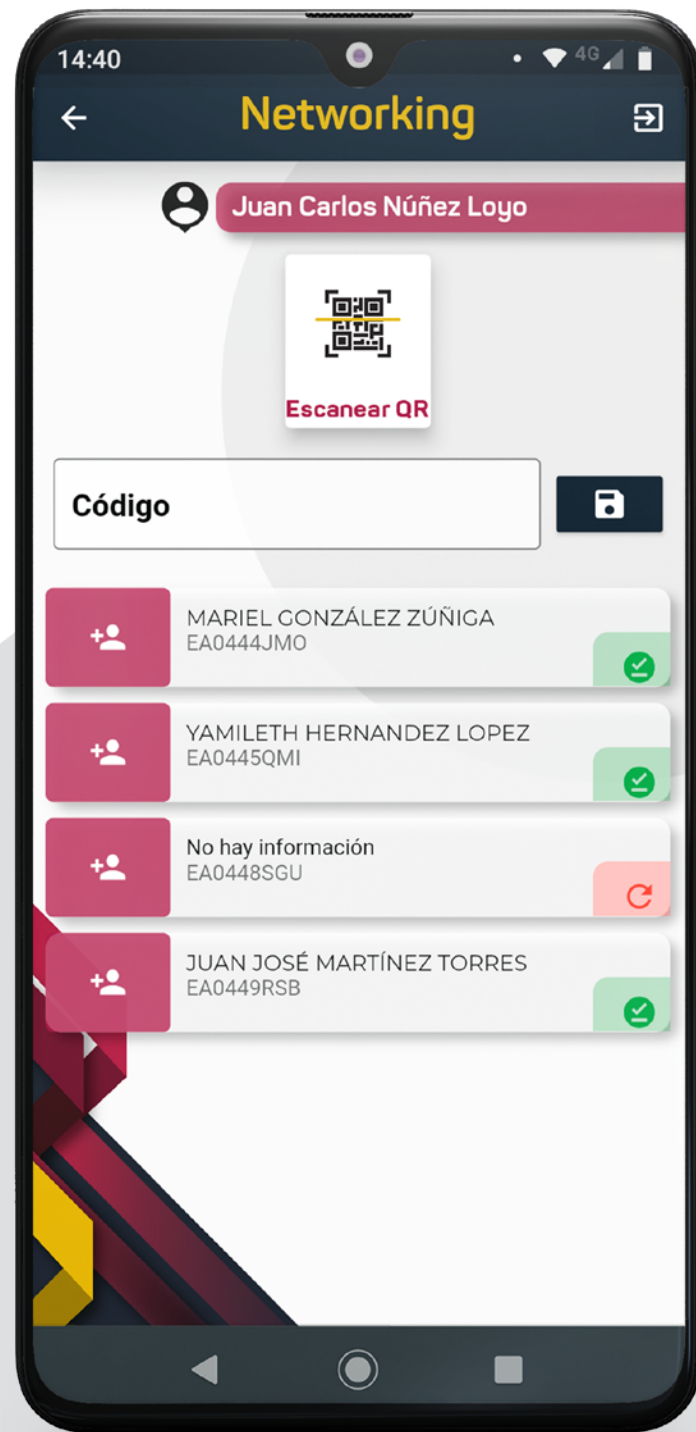 14:40
4G
Networking
Juan Carlos Núñez Loyo
Escanear QR
Código
MARIEL GONZÁLEZ ZÚÑIGA
EA0444JMO
YAMILETH HERNANDEZ LOPEZ
EA0445QMI
No hay información
EA0448SGU
JUAN JOSÉ MARTÍNEZ TORRES
EA0449RSB